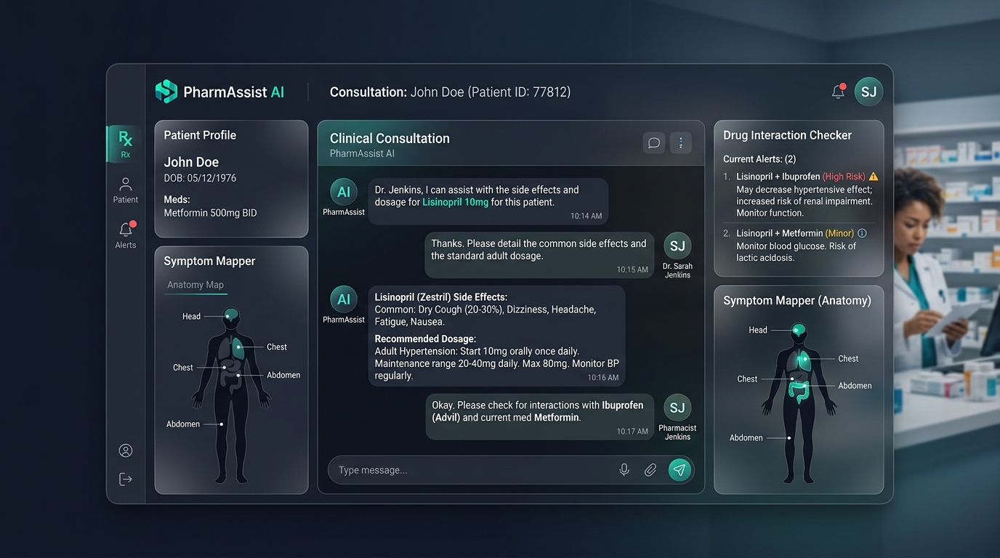 PharmAssist AI
Consultation: John Doe (Patient ID: 77812)
SJ
Rx
Rx
Patient
Alerts
Patient Profile
John Doe
DOB: 05/12/1976
Meds:
Metformin 500mg BID
Symptom Mapper
Anatomy Map
Head
Chest
Chest
Abdomen
Abdomen
Clinical Consultation
PharmAssist AI
AI
PharmAssist
Dr. Jenkins, I can assist with the side effects and
dosage for Lisinopril 10mg for this patient.
10:14 AM
Thanks. Please detail the common side effects and
the standard adult dosage.
10:15 AM
SJ
Dr. Sarah
Jenkins
AI
PharmAssist
Lisinopril (Zestril) Side Effects:
Common: Dry Cough (20-30%), Dizziness, Headache,
Fatigue, Nausea.
Recommended Dosage:
Adult Hypertension: Start 10mg orally once daily.
Maintenance range 20-40mg daily. Max 80mg. Monitor BP
regularly.
10:16 AM
Okay. Please check for interactions with Ibuprofen
(Advil) and current med Metformin.
10:17 AM
SJ
Pharmacist
Jenkins
Type message...
Drug Interaction Checker
Current Alerts: (2)
1. Lisinopril + Ibuprofen (High Risk)
May decrease hypertensive effect;
increased risk of renal impairment.
Monitor function.
2. Lisinopril + Metformin (Minor)
Monitor blood glucose. Risk of
lactic acidosis.
Symptom Mapper (Anatomy)
Head
Chest
Chest
Abdomen
Abdomen